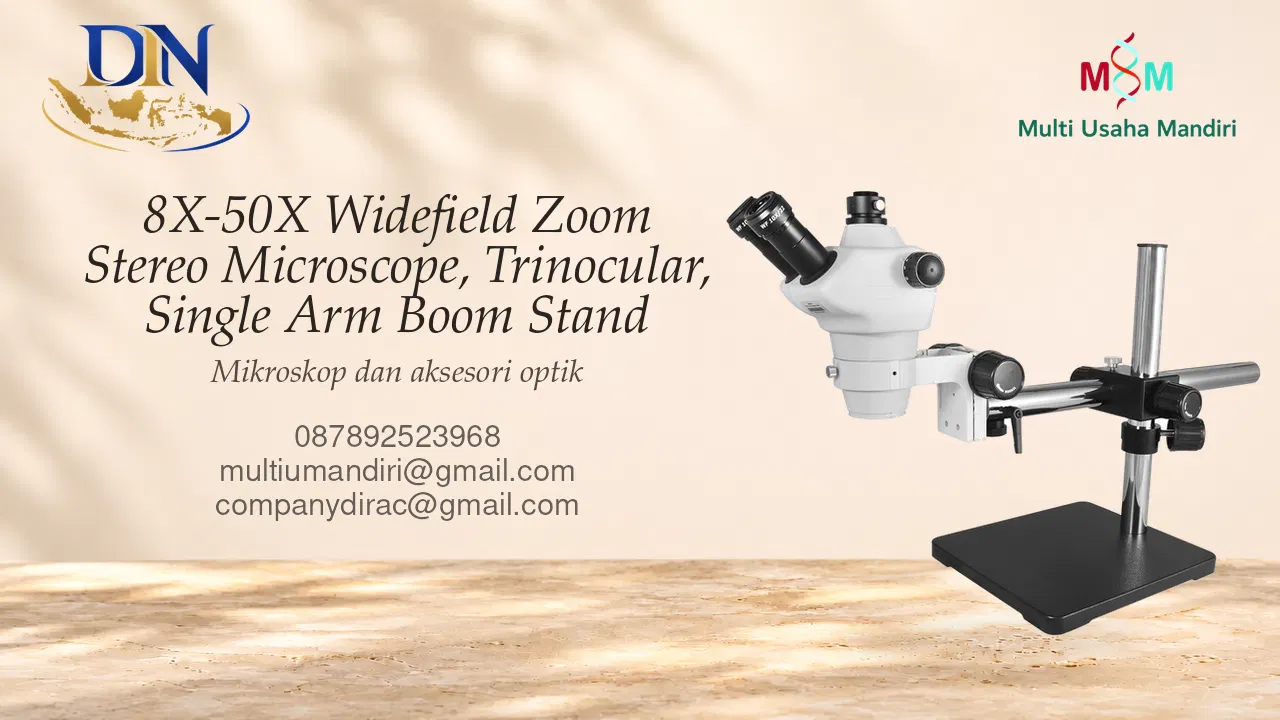 DIN
M M
Multi Usaha Mandiri
8X-50X Widefield Zoom
Stereo Microscope, Trinocular,
Single Arm Boom Stand
Mikroskop dan aksesori optik
087892523968
multiumandiri@gmail.com
companydirac@gmail.com